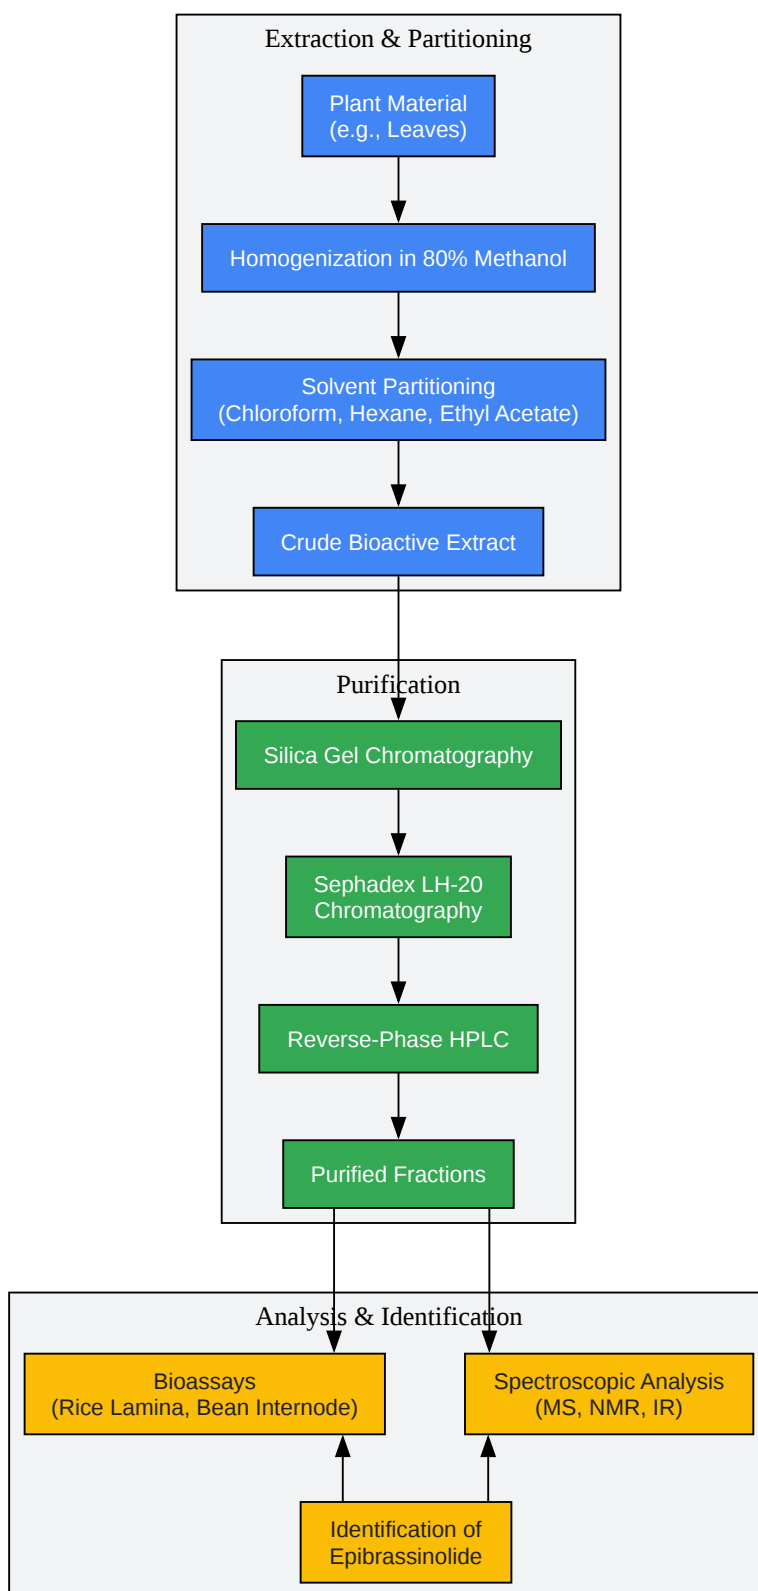 Extraction & Partitioning
Plant Material
(e.g., Leaves)
Homogenization in 80% Methanol
Solvent Partitioning
(Chloroform, Hexane, Ethyl Acetate)
Crude Bioactive Extract
Purification
Silica Gel Chromatography
Sephadex LH-20
Chromatography
Reverse-Phase HPLC
Purified Fractions
Analysis & Identification
Bioassays
(Rice Lamina, Bean Internode)
Spectroscopic Analysis
(MS, NMR, IR)
Identification of
Epibrassinolide